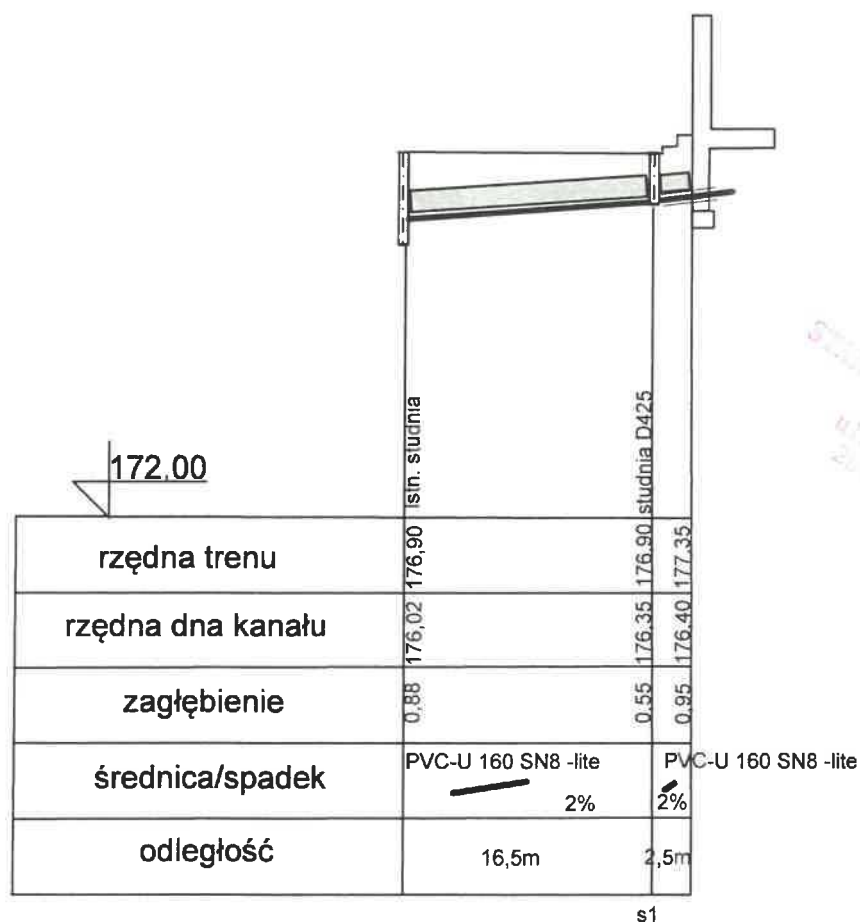 Istn. studnia
studnia D425
172,00
rzędna trenu
176,90
176.90
177.35
rzędna dna kanału
176,02
176.35
176.40
zagłębienie
0,88
0.55
0,95
średnica/spadek
PVC-U 160 SN8 -lite
2%
PVC-U 160 SN8 -lite
2%
odległość
16,5m
2,5m
s1